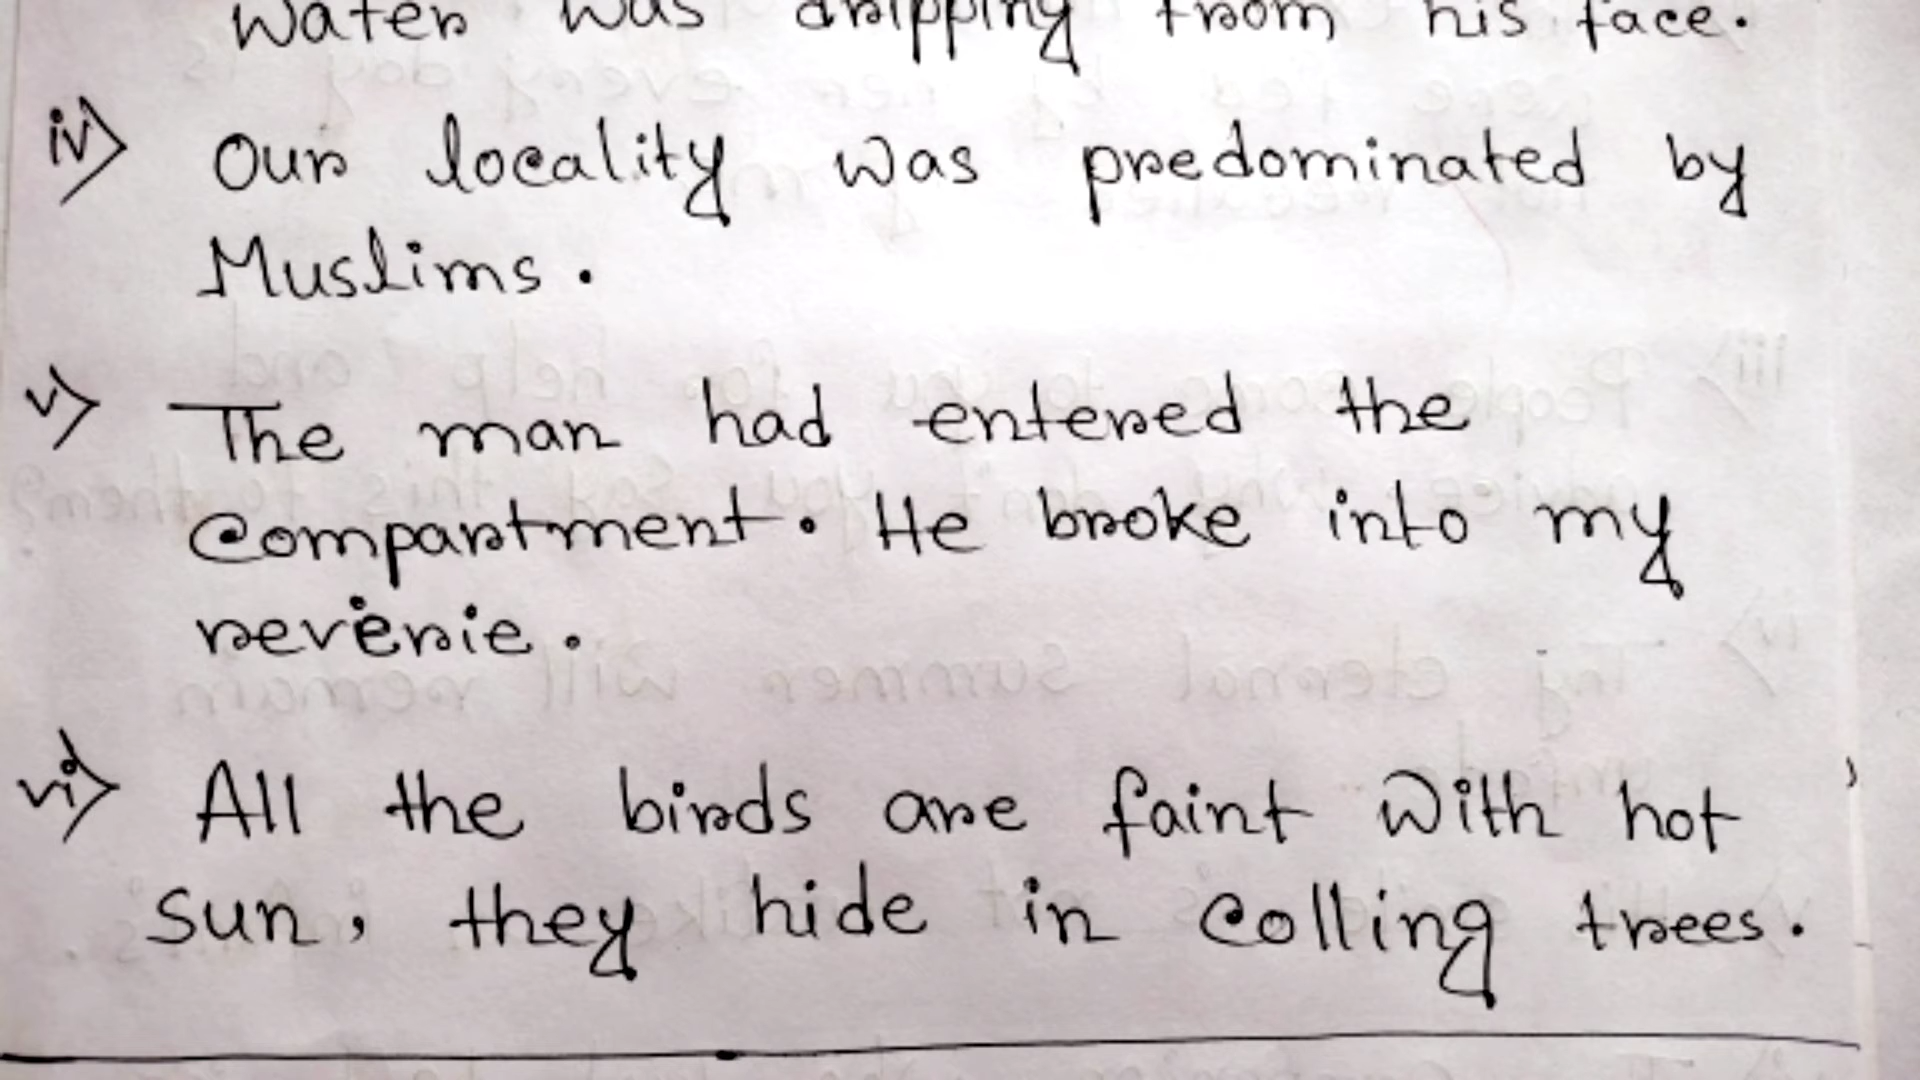 Water was dripping from his face.
iv) Our locality was predominated by
Muslims.
v) The man had entered the
compartment. He broke into my
reverie.
vi) All the birds are faint with hot
sun, they hide in colling trees.